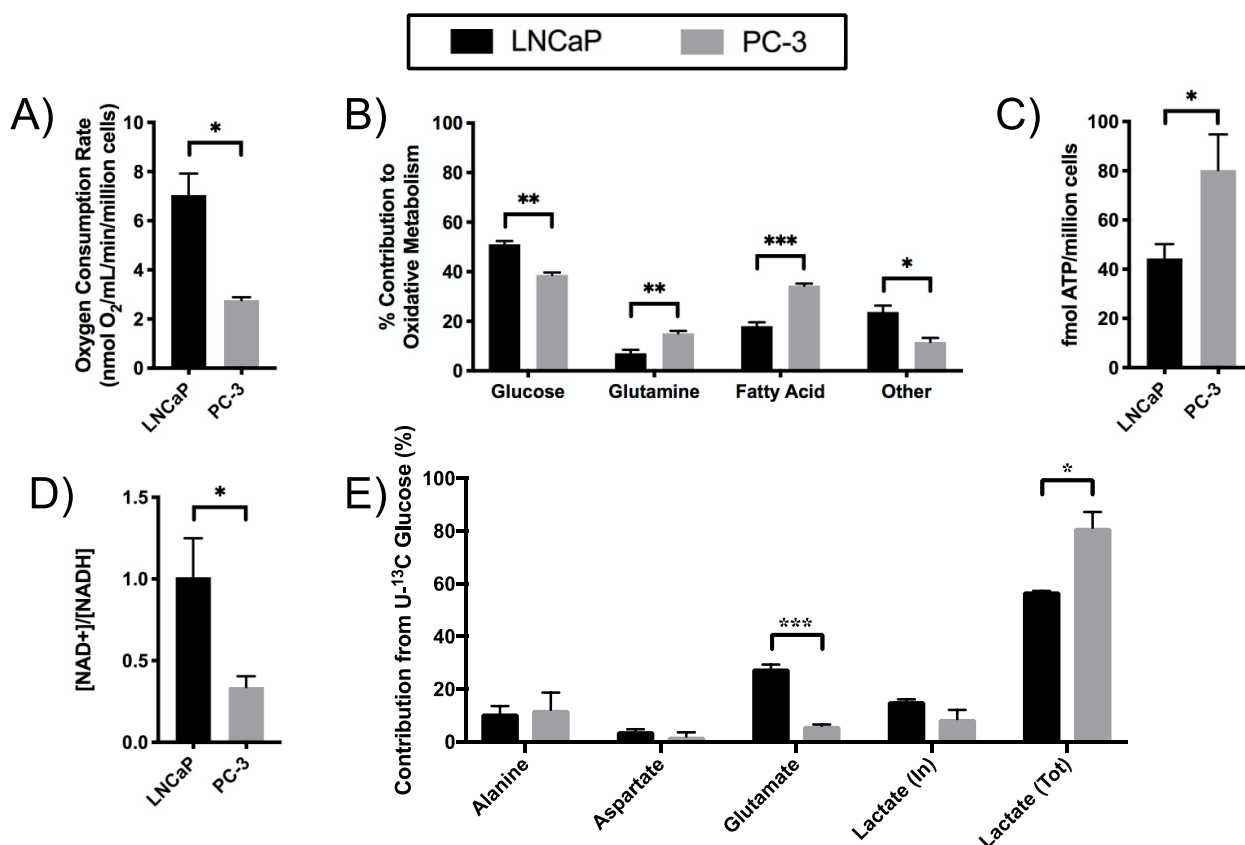 LNCaP PC-3
A)
Oxygen Consumption Rate
(nmol O₂/mL/min/million cells)
10
8
6
4
2
0
*
LNCaP
PC-3
B)
% Contribution to
Oxidative Metabolism
100
80
60
40
20
0
**
**
***
*
Glucose Glutamine Fatty Acid Other
C)
fmol ATP/million cells
100
80
60
40
20
0
*
LNCaP
PC-3
D)
[NAD+]/[NADH]
1.5
1.0
0.5
0.0
*
LNCaP
PC-3
E)
Contribution from U-¹³C Glucose (%)
100
80
60
40
20
0
***
*
Alanine
Aspartate
Glutamate
Lactate (In)
Lactate (Tot)